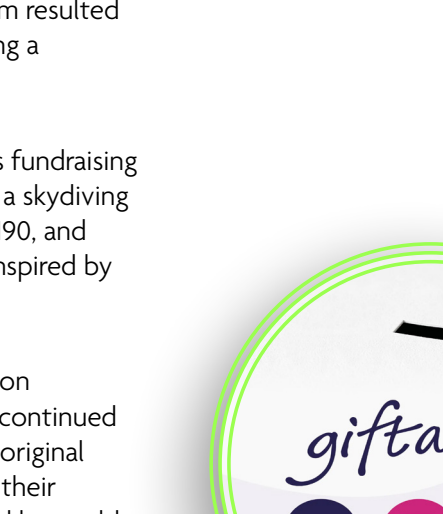 m resulted
ng a
s fundraising
a skydiving
90, and
nspired by
on
continued
original
their
gifta